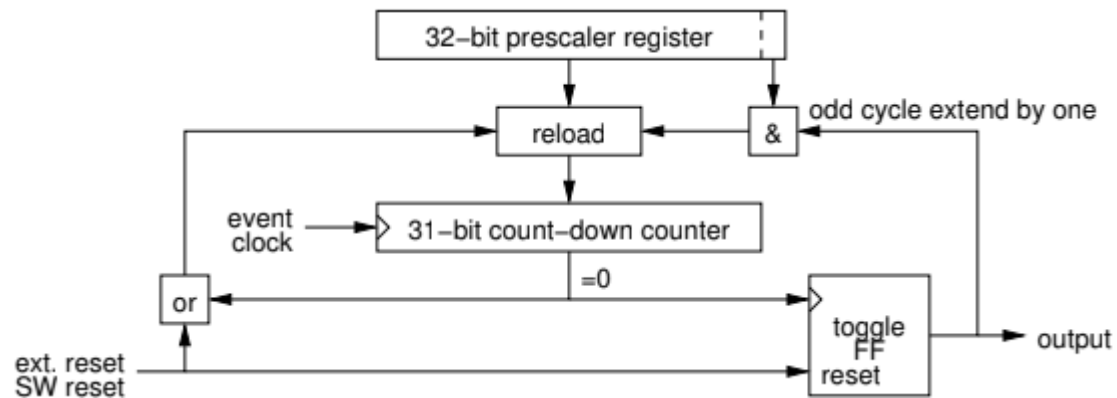 32-bit prescaler register
odd cycle extend by one
reload
&
event
clock
31-bit count-down counter
=0
or
toggle
FF
reset
output
ext. reset
SW reset